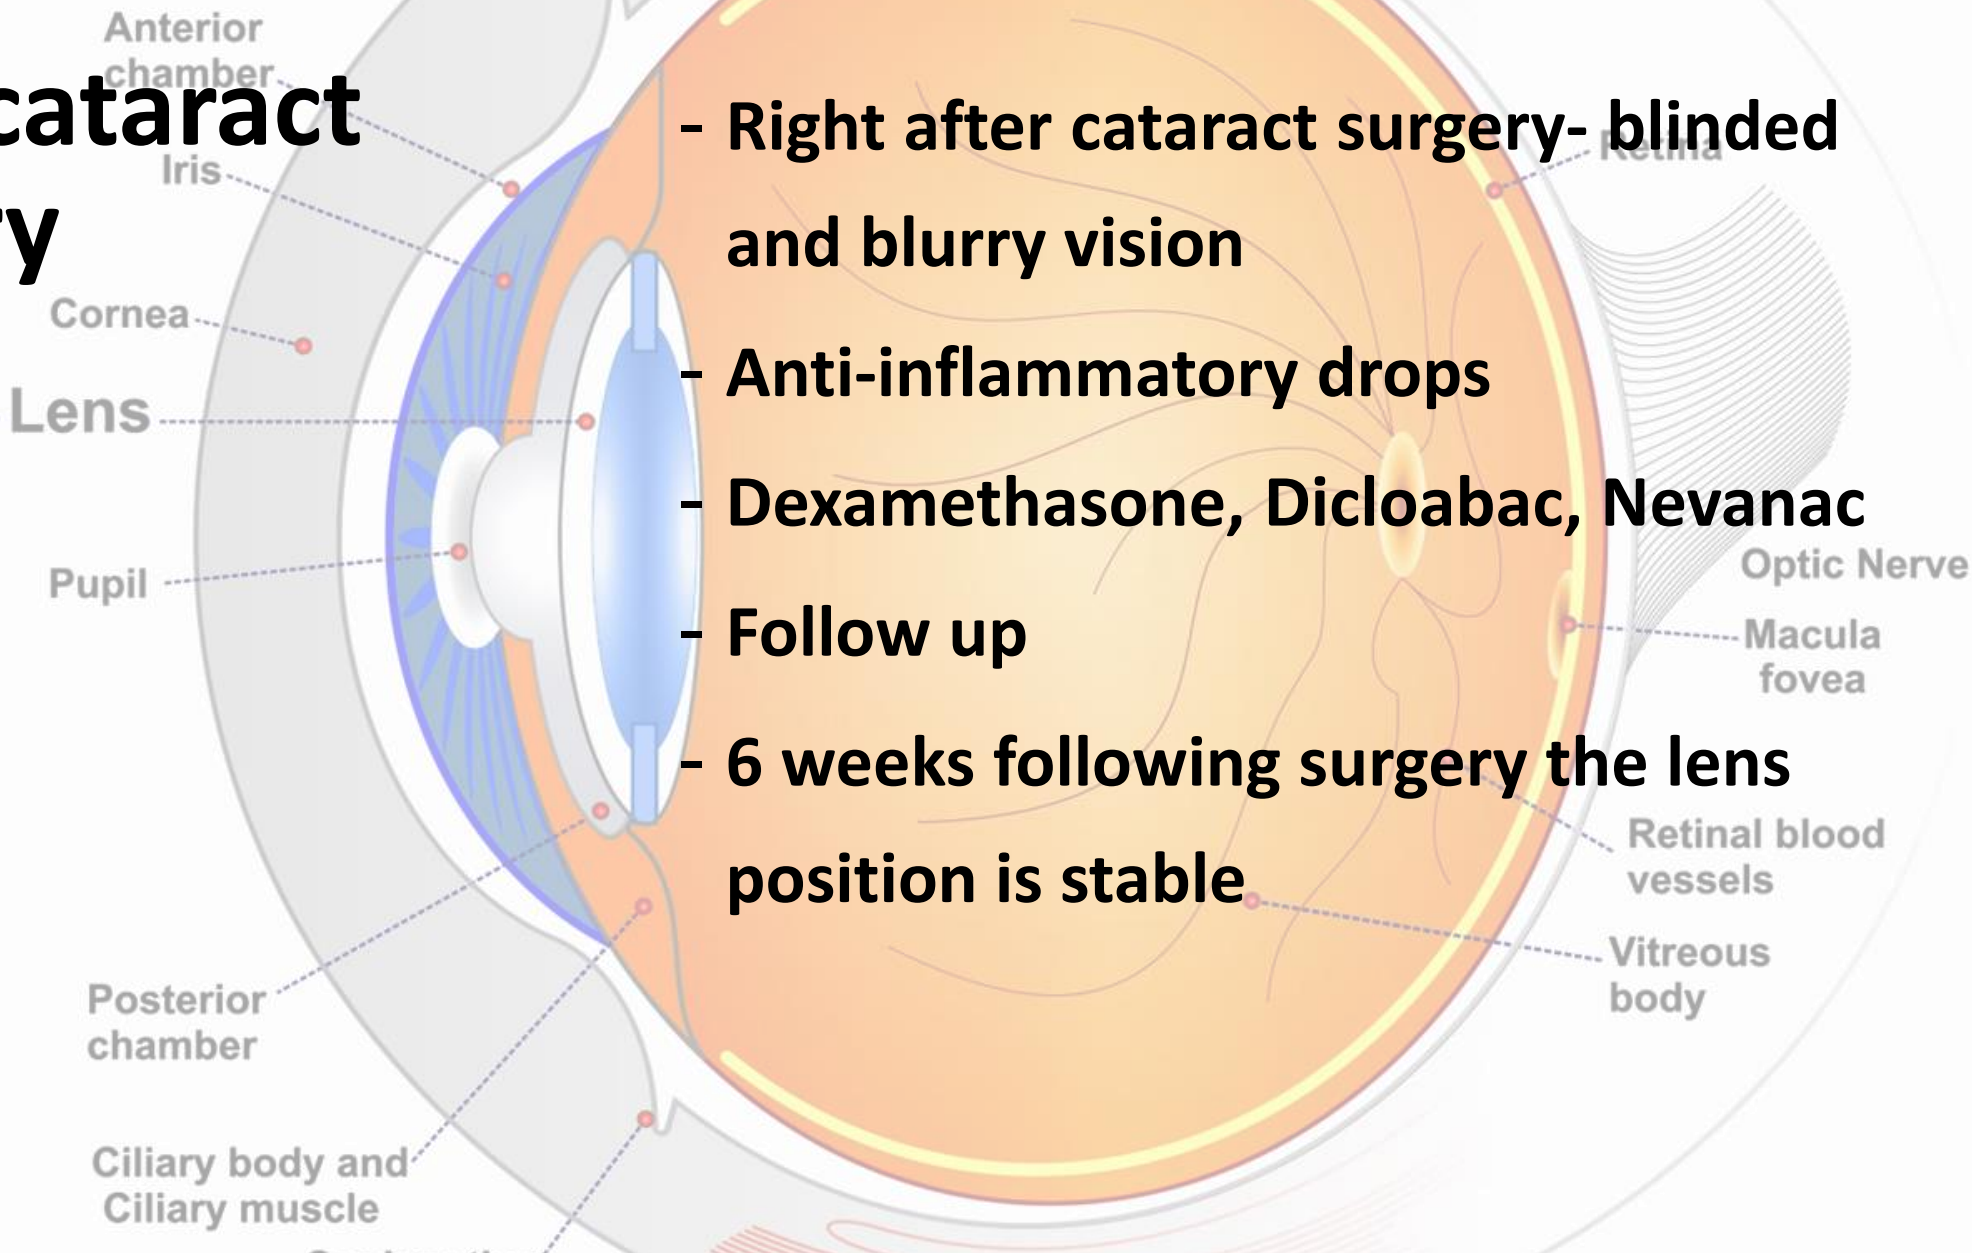 Anterior
chamber
cataract
Iris
Cornea
Lens
Pupil
Posterior
chamber
Ciliary body and
Ciliary muscle
- Right after cataract surgery- blinded
and blurry vision
- Anti-inflammatory drops
- Dexamethasone, Dicloabac, Nevanac
- Follow up
- 6 weeks following surgery the lens
position is stable
Retina
Optic Nerve
Macula
fovea
Retinal blood
vessels
Vitreous
body